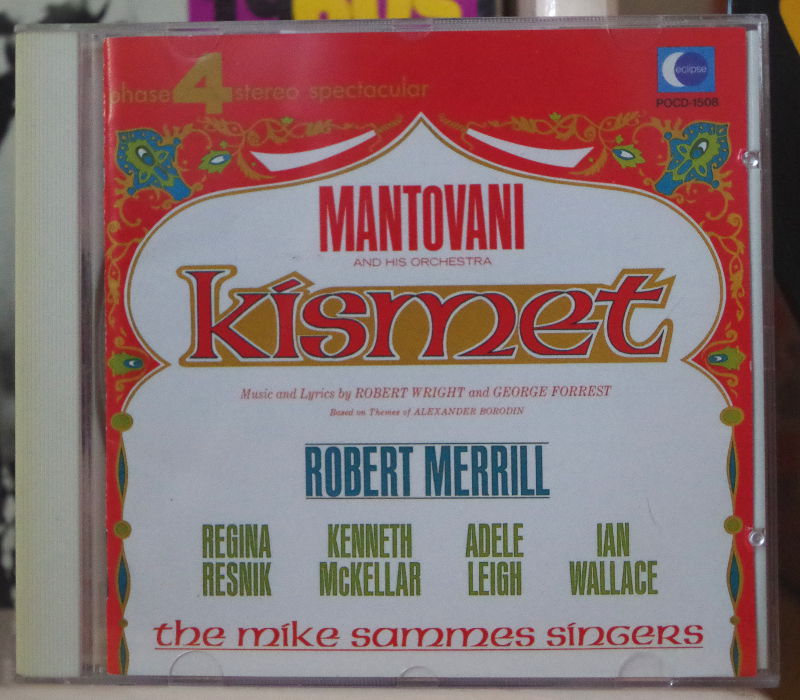 phase 4 stereo spectacular
eclipse
POCD-1508
MANTOVANI
AND HIS ORCHESTRA
kismet
Music and Lyrics by ROBERT WRIGHT and GEORGE FORREST
Based on Themes of ALEXANDER BORODIN
ROBERT MERRILL
REGINA RESNIK
KENNETH McKELLAR
ADELE LEIGH
IAN WALLACE
the mike sammes singers